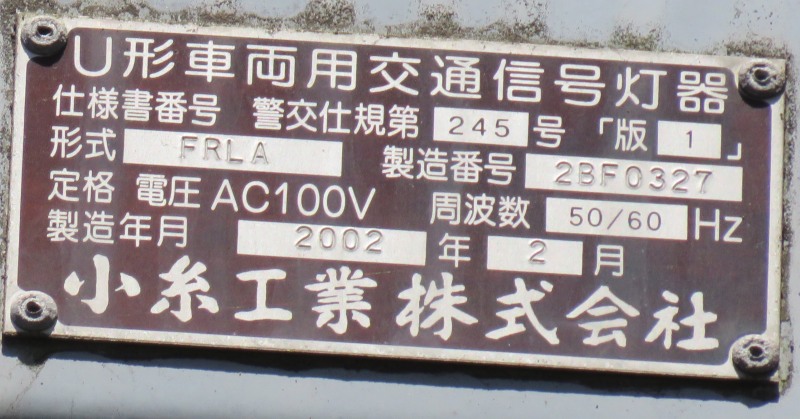 U形車両用交通信号灯器
仕様書番号 警交仕規第 245 号 「版 1 」
形式 FRLA 製造番号 2BF0327
定格 電圧 AC100V 周波数 50/60 Hz
製造年月 2002 年 2 月
小糸工業株式会社